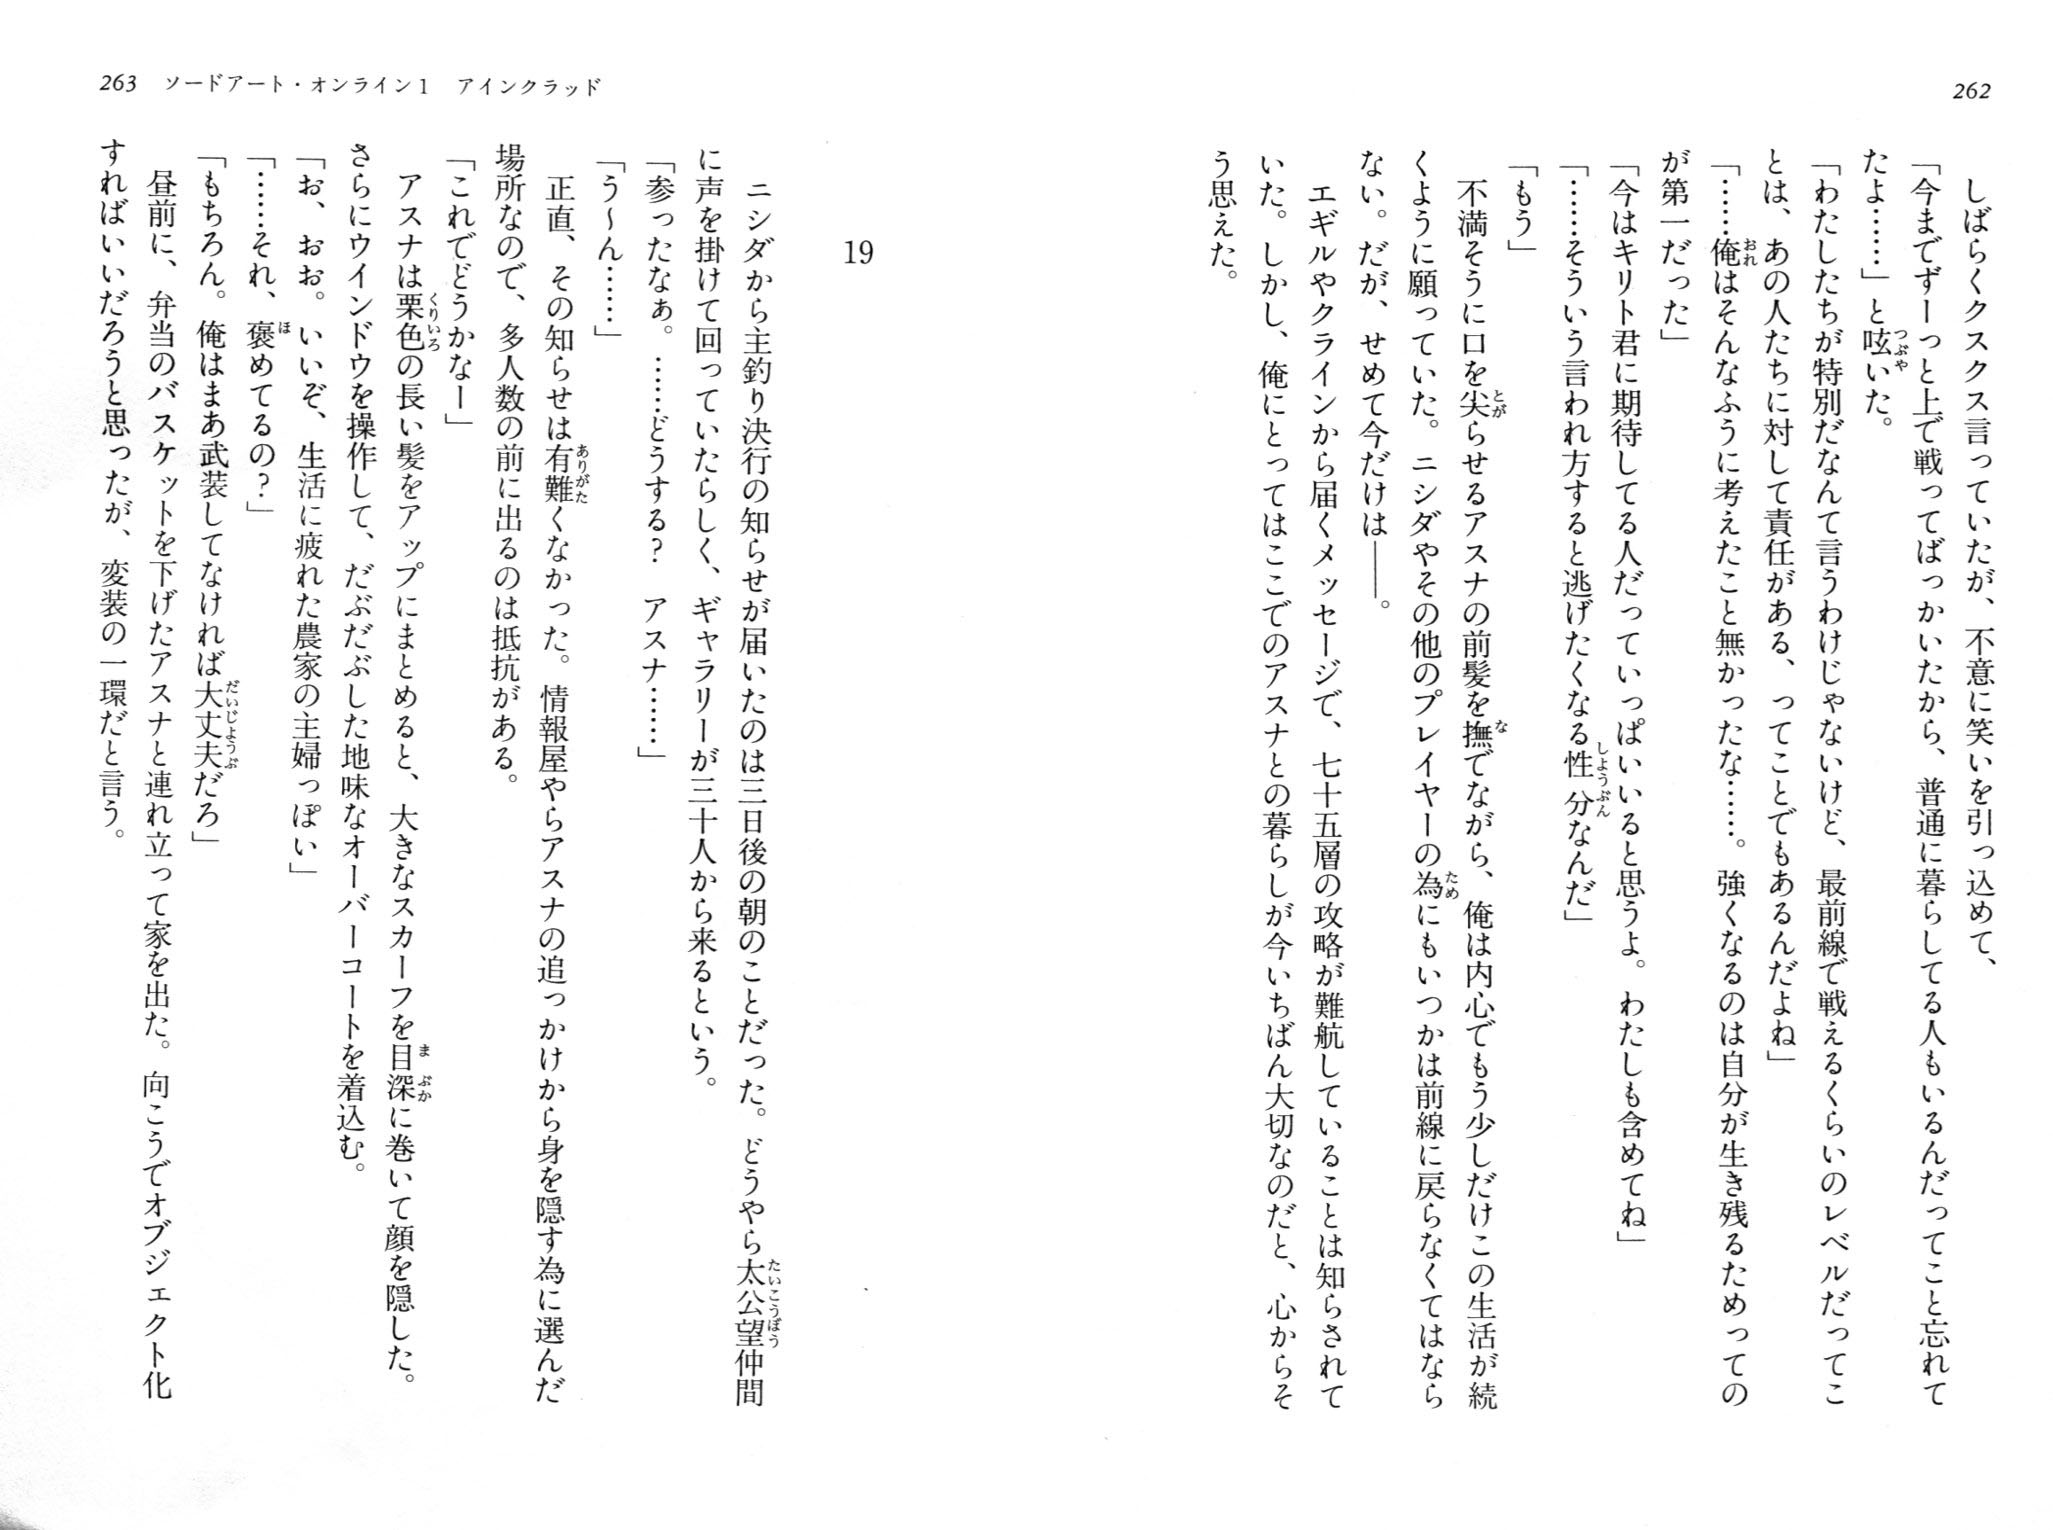 262
しばらくクスクス言っていたが、不意に笑いを引っ込めて、
「今までずーっと上で戦ってばっかいたから、普通に暮らしてる人もいるんだってこと忘れて
たよ……」と呟いた。
「わたしたちが特別だなんて言うわけじゃないけど、最前線で戦えるくらいのレベルだってこ
とは、あの人たちに対して責任がある、ってことでもあるんだよね」
「……俺はそんなふうに考えたこと無かったな……。強くなるのは自分が生き残るためっての
が第一だった」
「今はキリト君に期待してる人だっていっぱいいると思うよ。わたしも含めてね」
「……そういう言われ方すると逃げたくなる性分なんだ」
「もう」
不満そうに口を尖らせるアスナの前髪を撫でながら、俺は内心でもう少しだけこの生活が続
くように願っていた。ニシダやその他のプレイヤーの為にもいつかは前線に戻らなくてはなら
ない。だが、せめて今だけは――。
エギルやクラインから届くメッセージで、七十五層の攻略が難航していることは知らされて
いた。しかし、俺にとってはここでのアスナとの暮らしが今いちばん大切なのだと、心からそ
う思えた。
263 ソードアート・オンライン1 アインクラッド
19
ニシダから主釣り決行の知らせが届いたのは三日後の朝のことだった。どうやら太公望仲間
に声を掛けて回っていたらしく、ギャラリーが三十人から来るという。
「参ったなぁ。……どうする? アスナ……」
「う～ん……」
正直、その知らせは有難くなかった。情報屋やらアスナの追っかけから身を隠す為に選んだ
場所なので、多人数の前に出るのは抵抗がある。
「これでどうかなー」
アスナは栗色の長い髪をアップにまとめると、大きなスカーフを目深に巻いて顔を隠した。
さらにウインドウを操作して、だぶだぶした地味なオーバーコートを着込む。
「お、おお。いいぞ、生活に疲れた農家の主婦っぽい」
「……それ、褒めてるの?」
「もちろん。俺はまあ武装してなければ大丈夫だろ」
昼前に、弁当のバスケットを下げたアスナと連れ立って家を出た。向こうでオブジェクト化
すればいいだろうと思ったが、変装の一環だと言う。